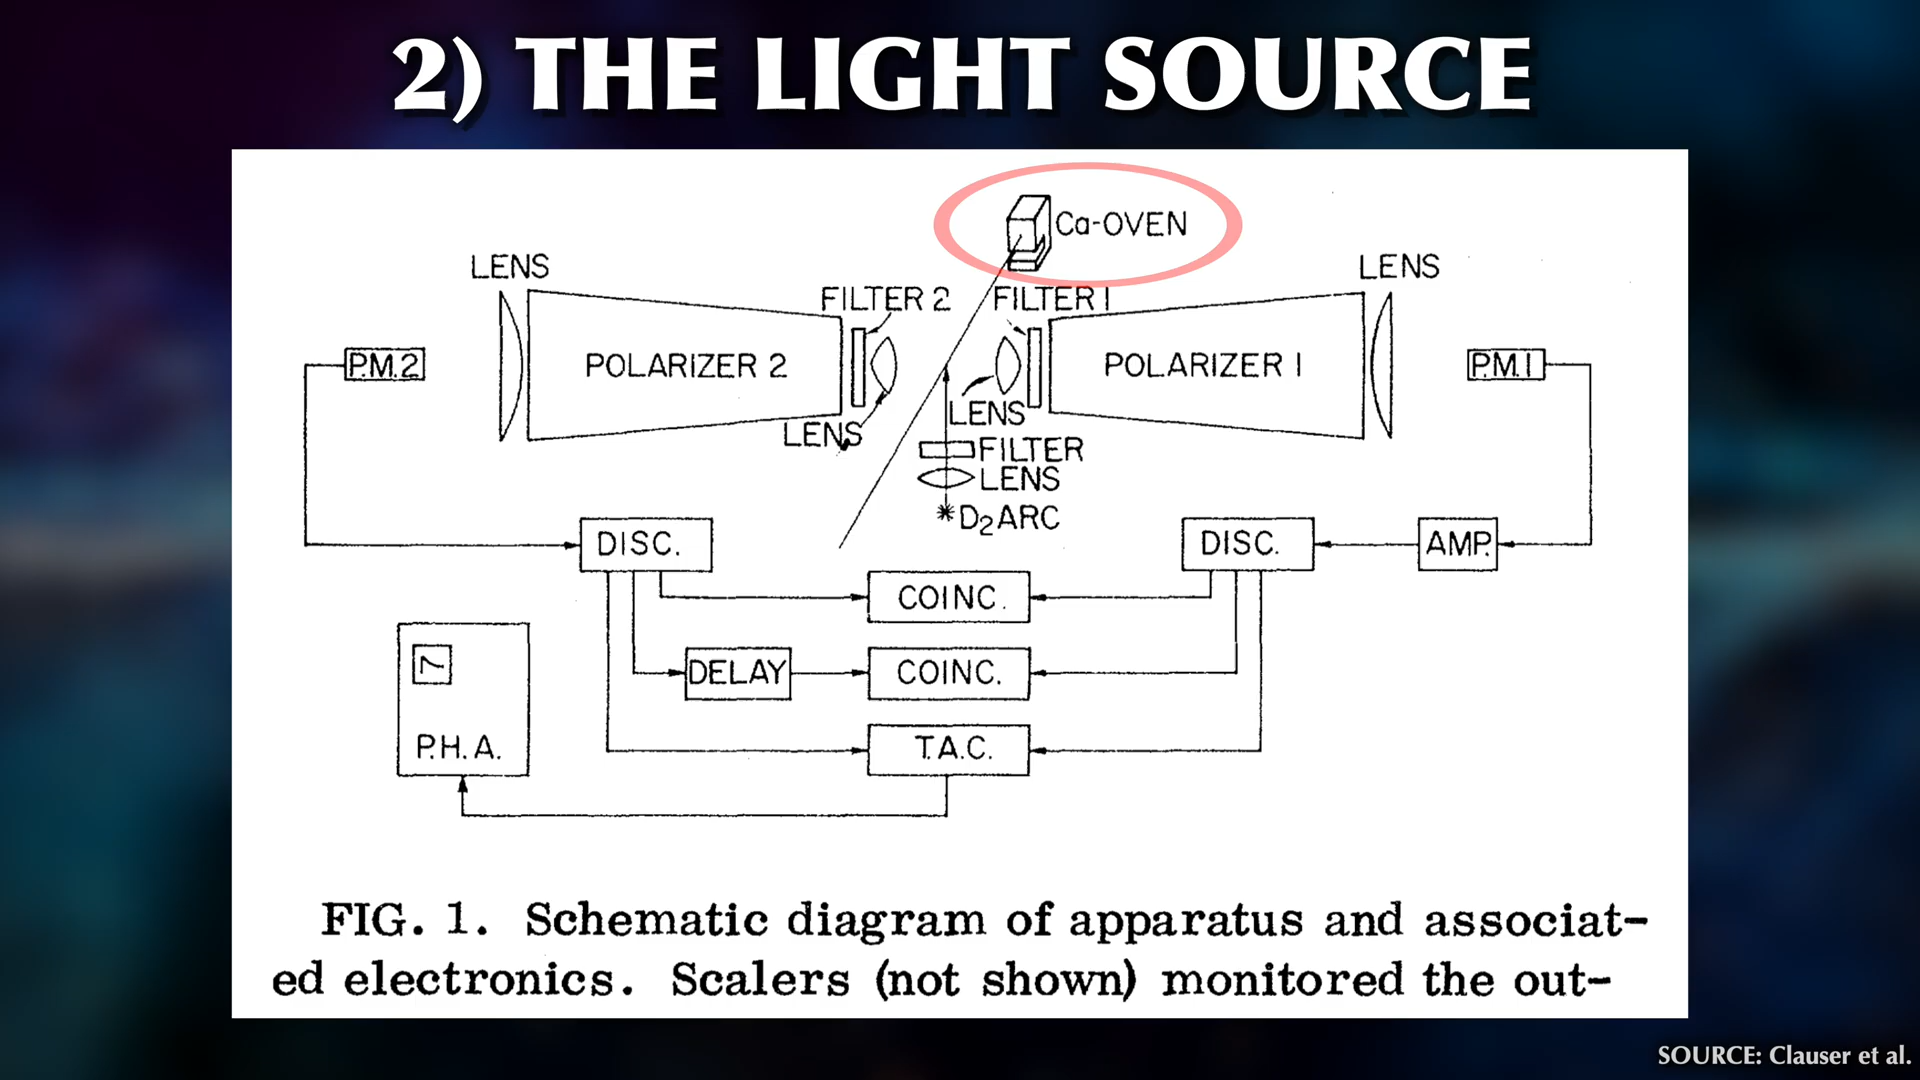 2) THE LIGHT SOURCE
Ca-OVEN
LENS
LENS
FILTER 2
FILTER 1
P.M.2
POLARIZER 2
POLARIZER 1
P.M.1
LENS
LENS
FILTER
LENS
D2 ARC
DISC.
DISC.
AMP.
COINC.
DELAY
COINC.
P.H.A.
T.A.C.
FIG. 1. Schematic diagram of apparatus and associat-
ed electronics. Scalers (not shown) monitored the out-
SOURCE: Clauser et al.